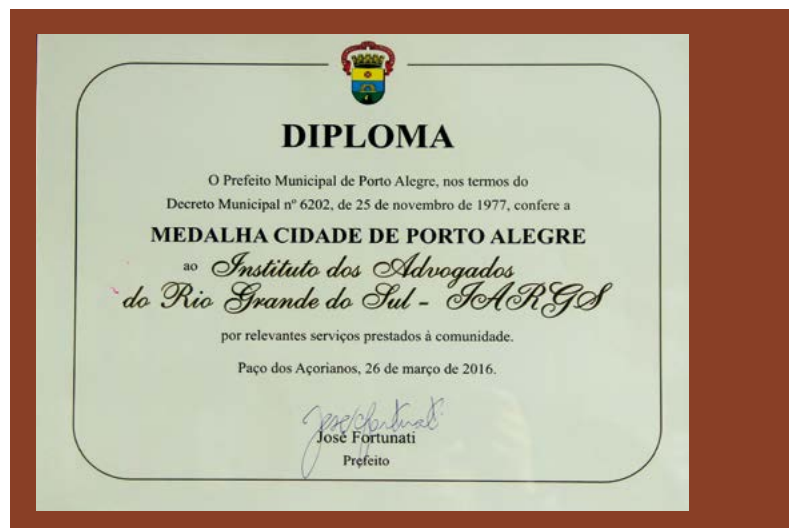 DIPLOMA
O Prefeito Municipal de Porto Alegre, nos termos do
Decreto Municipal nº 6202, de 25 de novembro de 1977, confere a
MEDALHA CIDADE DE PORTO ALEGRE
ao Instituto dos Advogados
do Rio Grande do Sul - IARGS
por relevantes serviços prestados à comunidade.
Paço dos Açorianos, 26 de março de 2016.
José Fortunati
Prefeito